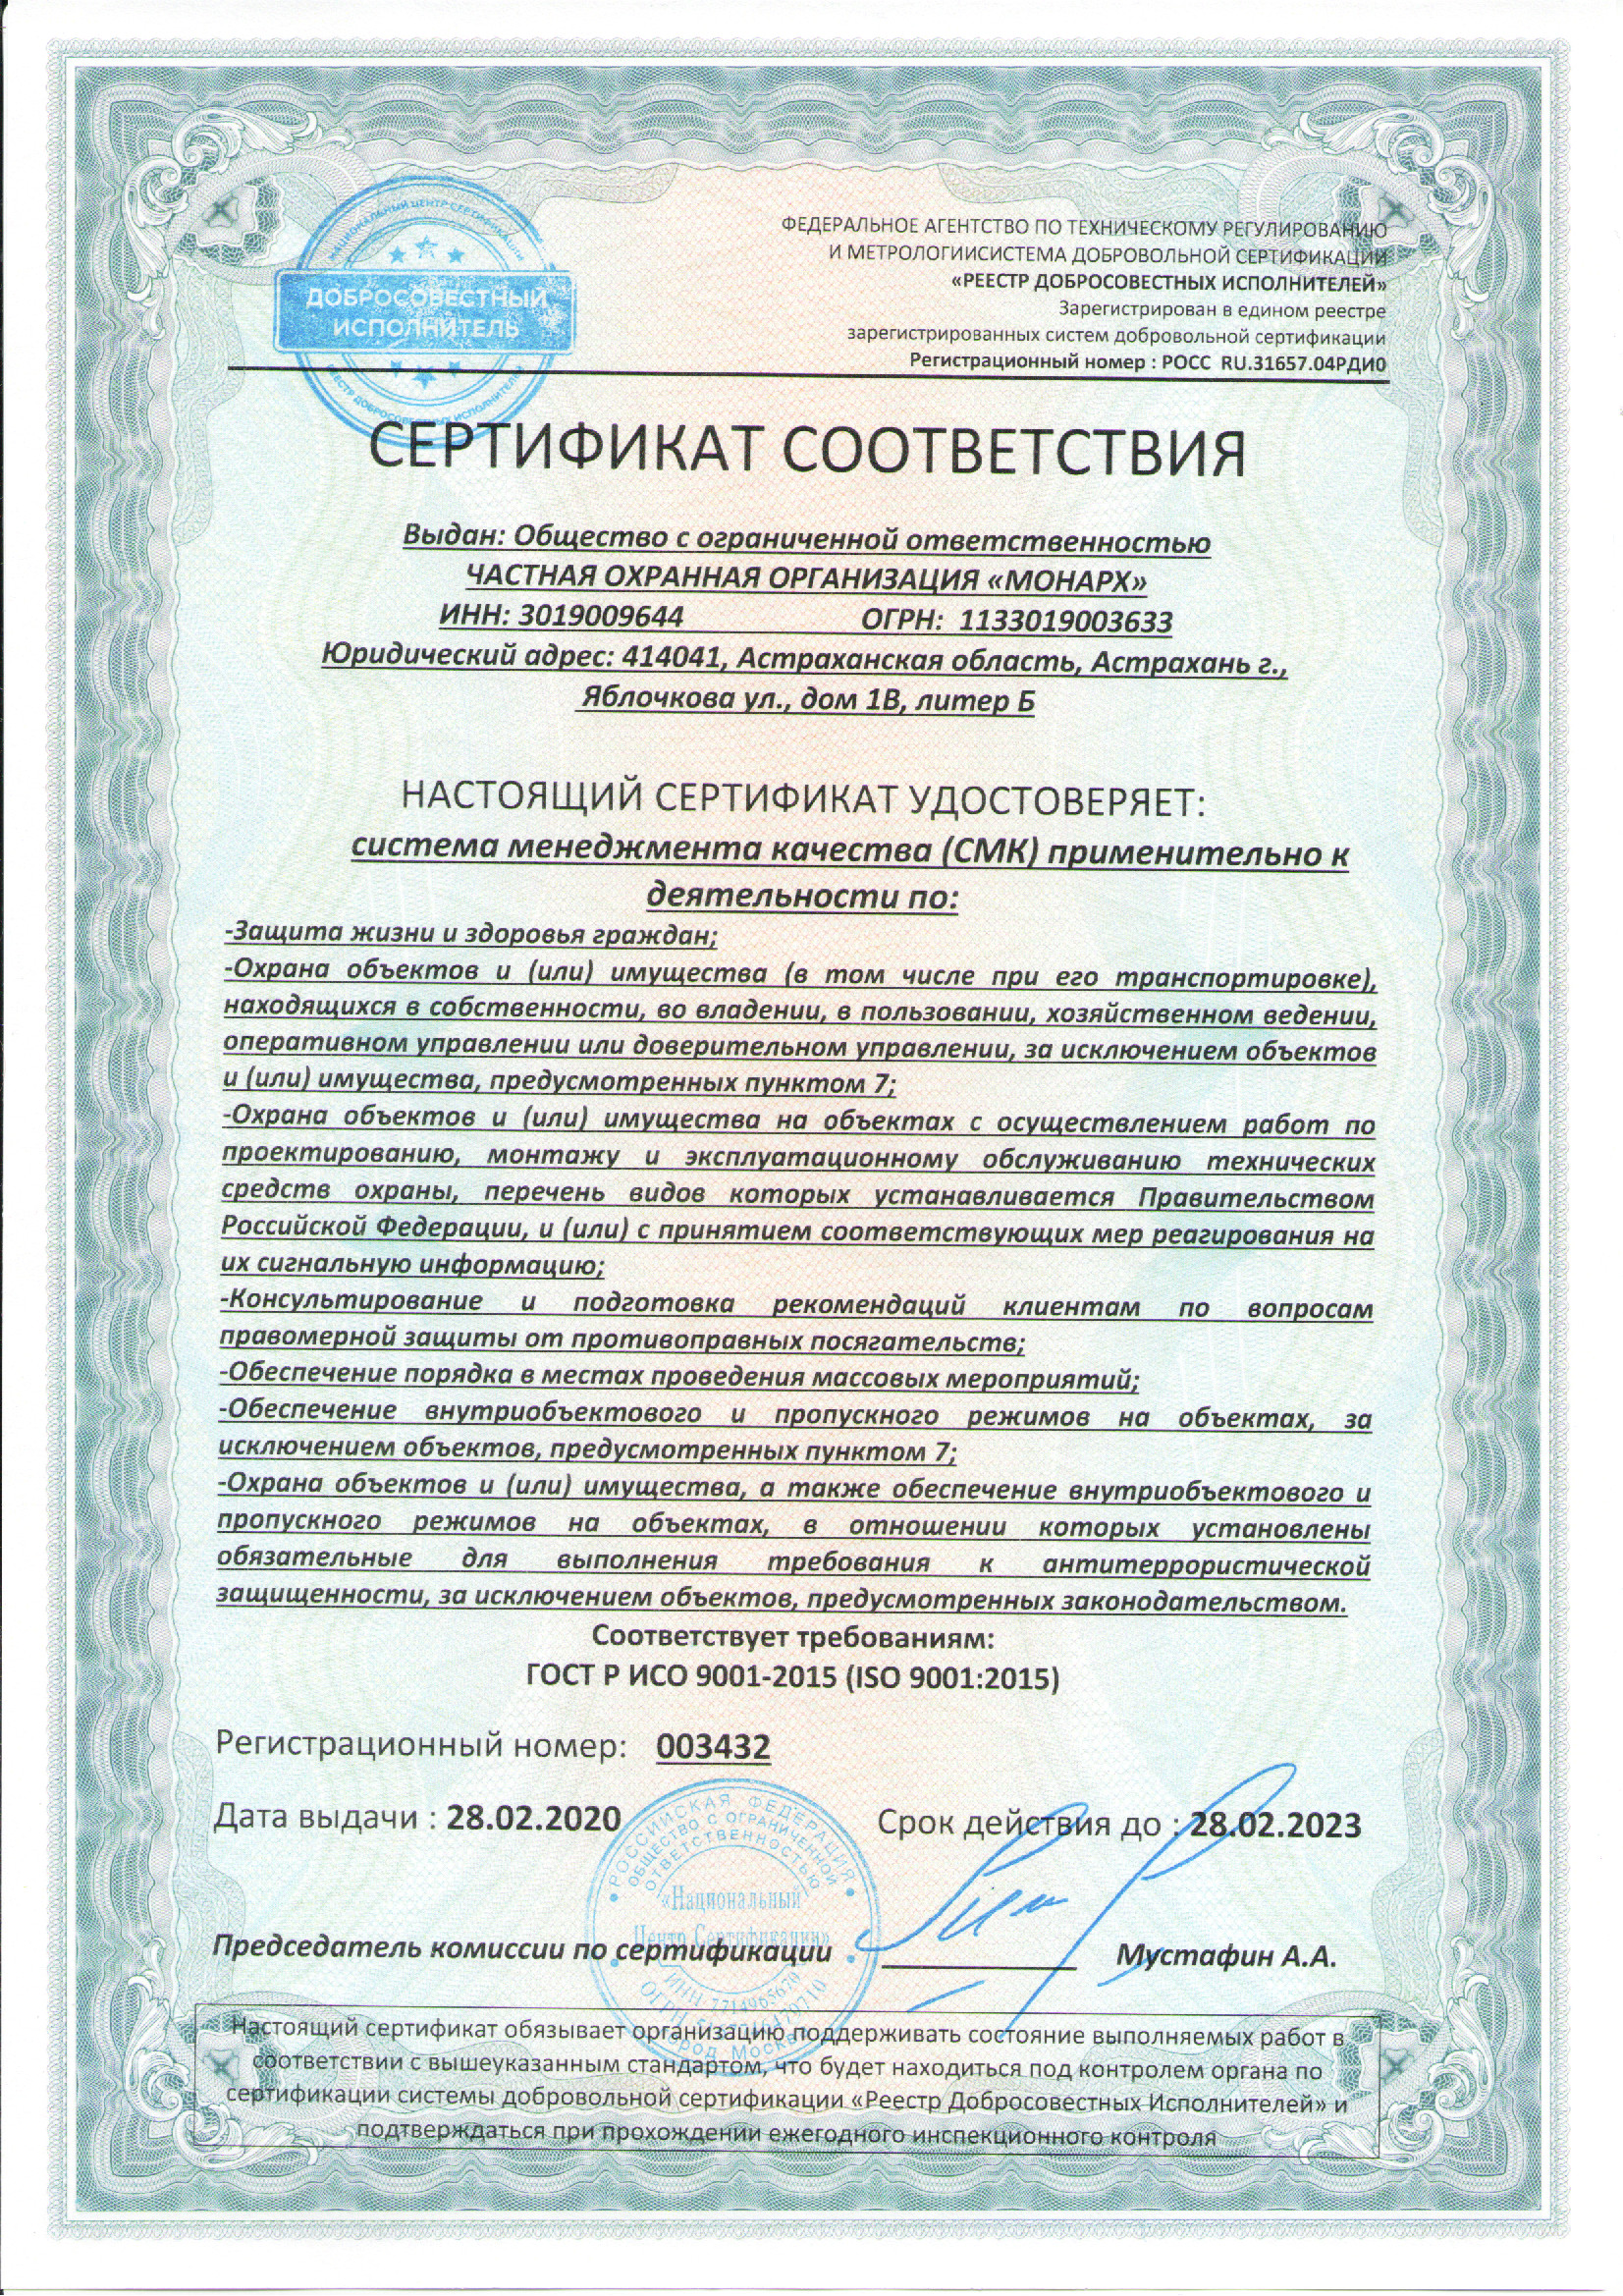 НАЦИОНАЛЬНЫЙ ЦЕНТР СЕРТИФИКАЦИИ
ДОБРОСОВЕСТНЫЙ
ИСПОЛНИТЕЛЬ
РЕЕСТР ДОБРОСОВЕСТНЫХ ИСПОЛНИТЕЛЕЙ
ФЕДЕРАЛЬНОЕ АГЕНТСТВО ПО ТЕХНИЧЕСКОМУ РЕГУЛИРОВАНИЮ
И МЕТРОЛОГИИСИСТЕМА ДОБРОВОЛЬНОЙ СЕРТИФИКАЦИИ
«РЕЕСТР ДОБРОСОВЕСТНЫХ ИСПОЛНИТЕЛЕЙ»
Зарегистрирован в едином реестре
зарегистрированных систем добровольной сертификации
Регистрационный номер : РОСС RU.31657.04РДИ0
СЕРТИФИКАТ СООТВЕТСТВИЯ
Выдан: Общество с ограниченной ответственностью
ЧАСТНАЯ ОХРАННАЯ ОРГАНИЗАЦИЯ «МОНАРХ»
ИНН: 3019009644 ОГРН: 1133019003633
Юридический адрес: 414041, Астраханская область, Астрахань г.,
Яблочкова ул., дом 1В, литер Б
НАСТОЯЩИЙ СЕРТИФИКАТ УДОСТОВЕРЯЕТ:
система менеджмента качества (СМК) применительно к
деятельности по:
-Защита жизни и здоровья граждан;
-Охрана объектов и (или) имущества (в том числе при его транспортировке),
находящихся в собственности, во владении, в пользовании, хозяйственном ведении,
оперативном управлении или доверительном управлении, за исключением объектов
и (или) имущества, предусмотренных пунктом 7;
-Охрана объектов и (или) имущества на объектах с осуществлением работ по
проектированию, монтажу и эксплуатационному обслуживанию технических
средств охраны, перечень видов которых устанавливается Правительством
Российской Федерации, и (или) с принятием соответствующих мер реагирования на
их сигнальную информацию;
-Консультирование и подготовка рекомендаций клиентам по вопросам
правомерной защиты от противоправных посягательств;
-Обеспечение порядка в местах проведения массовых мероприятий;
-Обеспечение внутриобъектового и пропускного режимов на объектах, за
исключением объектов, предусмотренных пунктом 7;
-Охрана объектов и (или) имущества, а также обеспечение внутриобъектового и
пропускного режимов на объектах, в отношении которых установлены
обязательные для выполнения требования к антитеррористической
защищенности, за исключением объектов, предусмотренных законодательством.
Соответствует требованиям:
ГОСТ Р ИСО 9001-2015 (ISO 9001:2015)
Регистрационный номер: 003432
Дата выдачи : 28.02.2020 Срок действия до : 28.02.2023
РОССИЙСКАЯ ФЕДЕРАЦИЯ
ОБЩЕСТВО С ОГРАНИЧЕННОЙ
ОТВЕТСТВЕННОСТЬЮ
«Национальный
Центр Сертификации»
Председатель комиссии по сертификации Мустафин А.А.
город Москва
Настоящий сертификат обязывает организацию поддерживать состояние выполняемых работ в
соответствии с вышеуказанным стандартом, что будет находиться под контролем органа по
сертификации системы добровольной сертификации «Реестр Добросовестных Исполнителей» и
подтверждаться при прохождении ежегодного инспекционного контроля